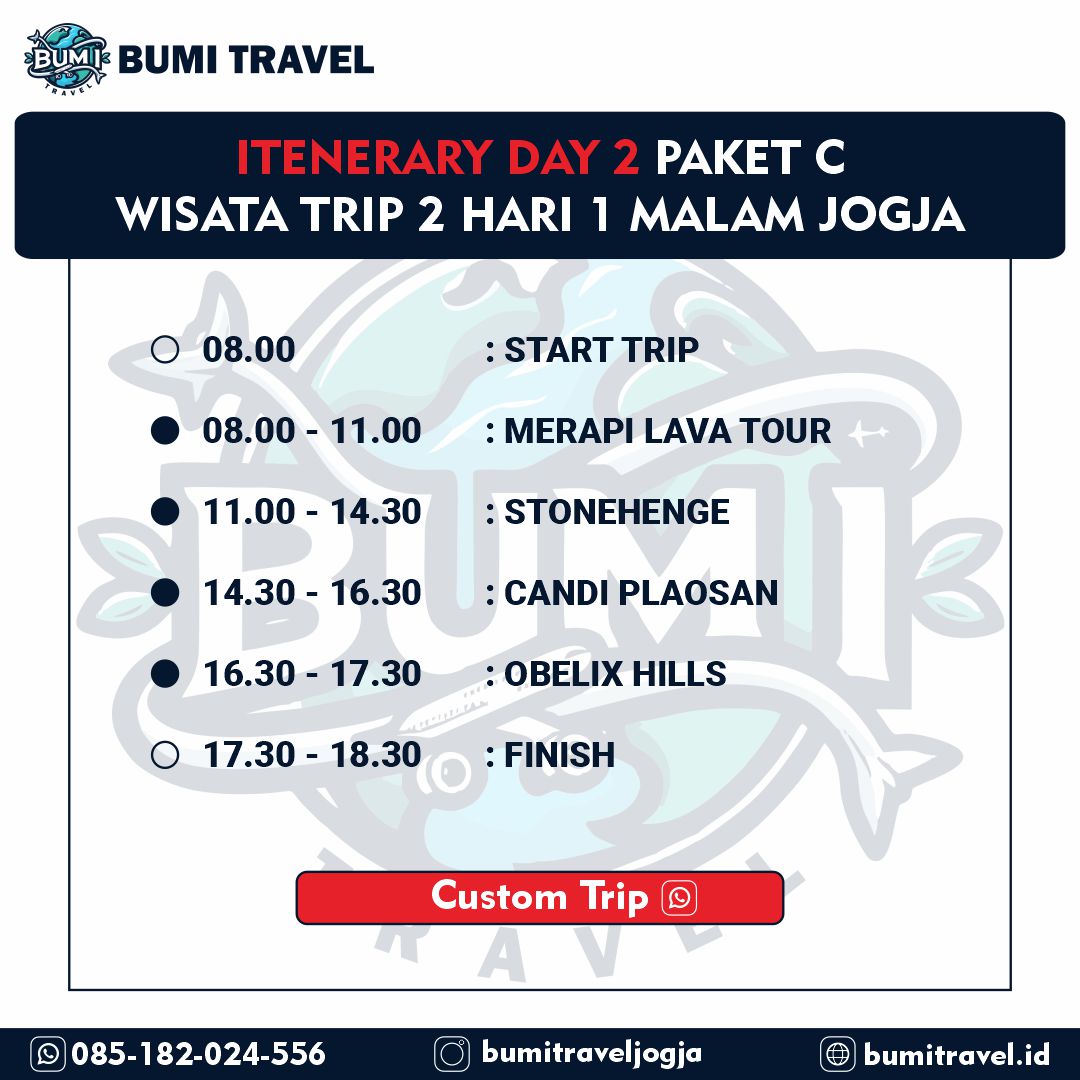 BUMI
TRAVEL
BUMI TRAVEL
ITENERARY DAY 2 PAKET C
WISATA TRIP 2 HARI 1 MALAM JOGJA
08.00 : START TRIP
08.00 - 11.00 : MERAPI LAVA TOUR
11.00 - 14.30 : STONEHENGE
14.30 - 16.30 : CANDI PLAOSAN
16.30 - 17.30 : OBELIX HILLS
17.30 - 18.30 : FINISH
BUMI
TRAVEL
Custom Trip
085-182-024-556
bumitraveljogja
bumitravel.id